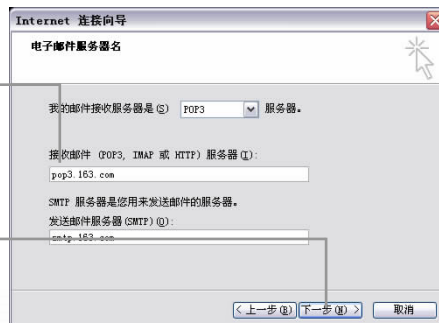 Internet 连接向导
电子邮件服务器名
我的邮件接收服务器是(S) POP3 服务器。
接收邮件 (POP3, IMAP 或 HTTP) 服务器(I):
pop3.163.com
SMTP 服务器是您用来发送邮件的服务器。
发送邮件服务器(SMTP)(O):
smtp.163.com
< 上一步(B) 下一步(N) > 取消